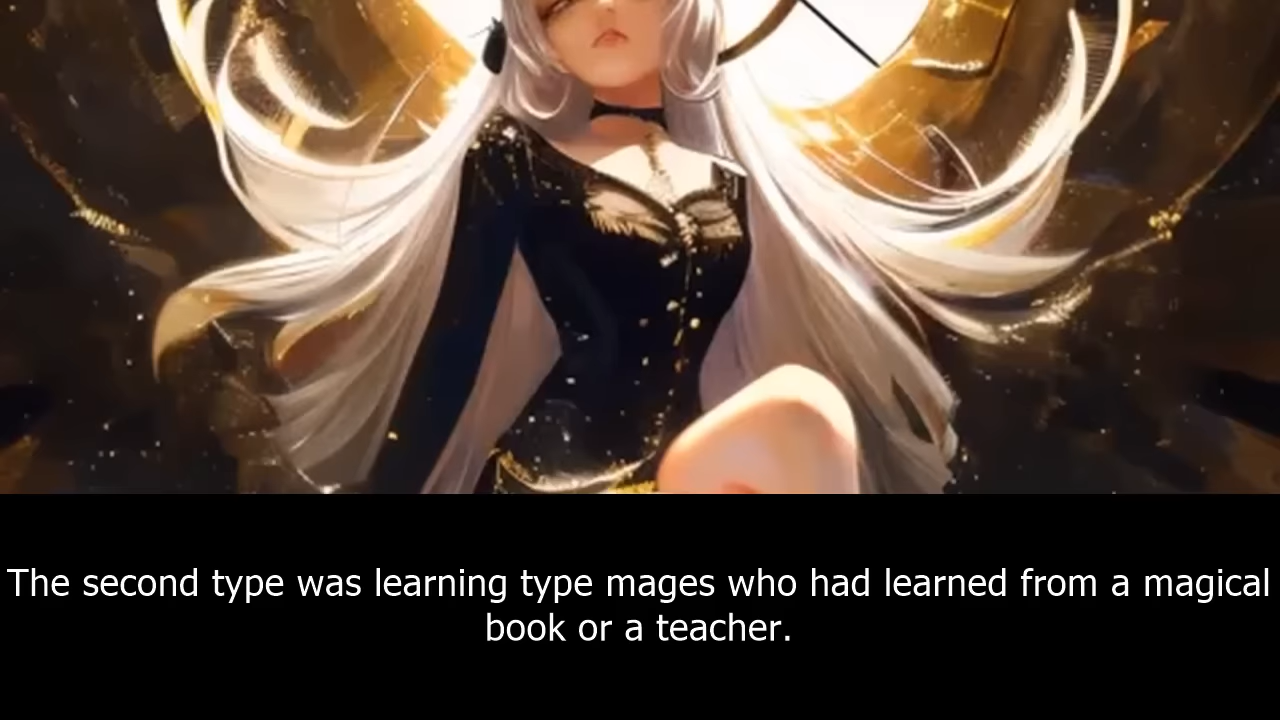 The second type was learning type mages who had learned from a magical
book or a teacher.